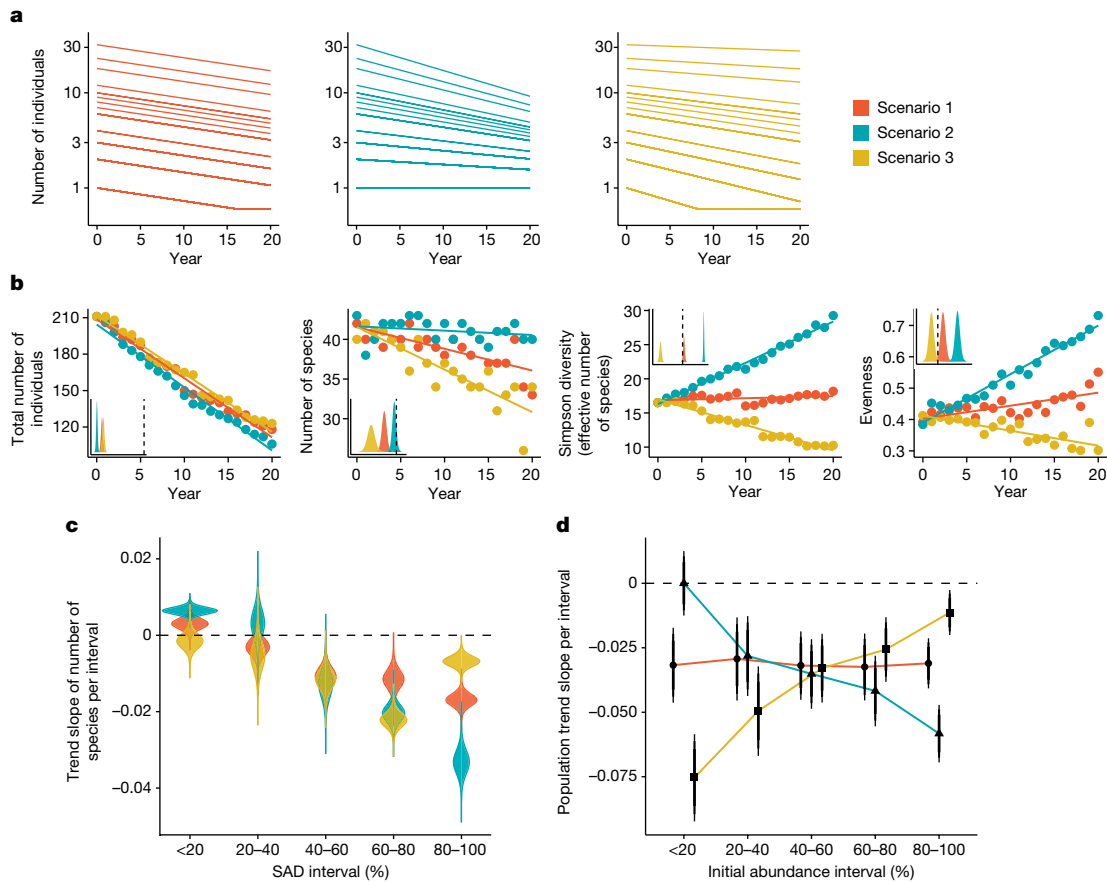 a
Number of individuals
30
10
3
1
0 5 10 15 20
Year
30
10
3
1
0 5 10 15 20
Year
30
10
3
1
0 5 10 15 20
Year
Scenario 1
Scenario 2
Scenario 3
b
Total number of
individuals
210
180
150
120
0 5 10 15 20
Year
Number of species
40
35
30
0 5 10 15 20
Year
Simpson diversity
(effective number
of species)
30
25
20
15
10
0 5 10 15 20
Year
Evenness
0.7
0.6
0.5
0.4
0.3
0 5 10 15 20
Year
c
Trend slope of number of
species per interval
0.02
0
−0.02
−0.04
<20 20–40 40–60 60–80 80–100
SAD interval (%)
d
Population trend slope per interval
0
−0.025
−0.050
−0.075
<20 20–40 40–60 60–80 80–100
Initial abundance interval (%)